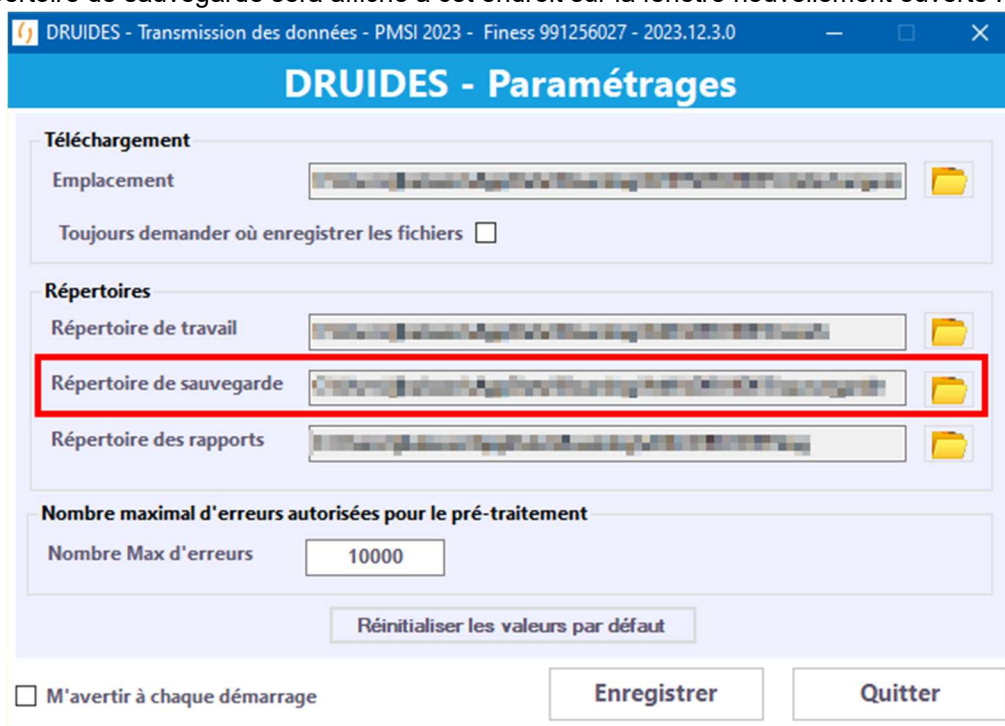 DRUIDES - Transmission des données - PMSI 2023 - Finess 991256027 - 2023.12.3.0
DRUIDES - Paramétrages
Téléchargement
Emplacement
Toujours demander où enregistrer les fichiers
Répertoires
Répertoire de travail
Répertoire de sauvegarde
Répertoire des rapports
Nombre maximal d'erreurs autorisées pour le pré-traitement
Nombre Max d'erreurs 10000
Réinitialiser les valeurs par défaut
M'avertir à chaque démarrage Enregistrer Quitter